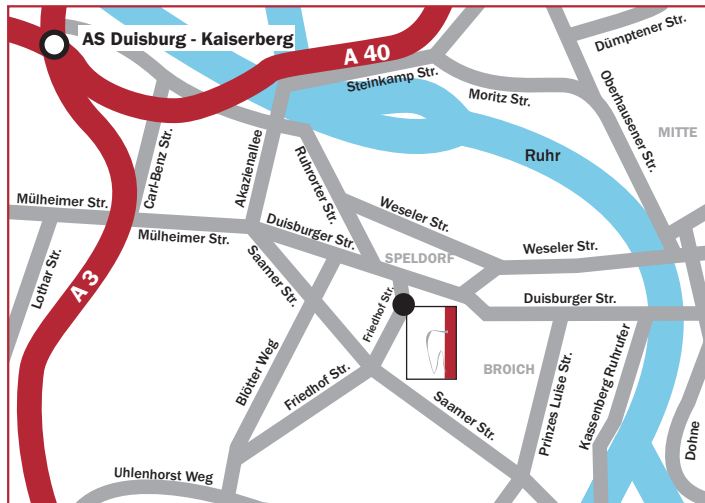 AS Duisburg - Kaiserberg
A 40
Steinkamp Str.
Dümptener Str.
Moritz Str.
Oberhausener Str.
MITTE
Carl-Benz Str.
Akazienallee
Ruhrorter Str.
Ruhr
Mülheimer Str.
Mülheimer Str.
Duisburger Str.
Weseler Str.
Weseler Str.
SPELDORF
Lothar Str.
A 3
Saamer Str.
Friedhof Str.
Duisburger Str.
Blötter Weg
Friedhof Str.
BROICH
Prinzes Luise Str.
Kassenberg Ruhrufer
Saamer Str.
Dohne
Uhlenhorst Weg